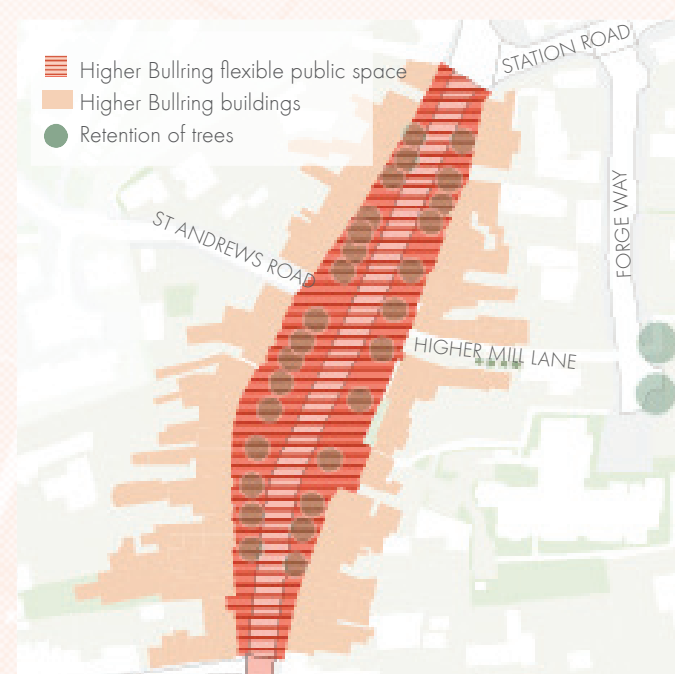 Higher Bullring flexible public space
Higher Bullring buildings
Retention of trees
STATION ROAD
FORGE WAY
ST ANDREWS ROAD
HIGHER MILL LANE